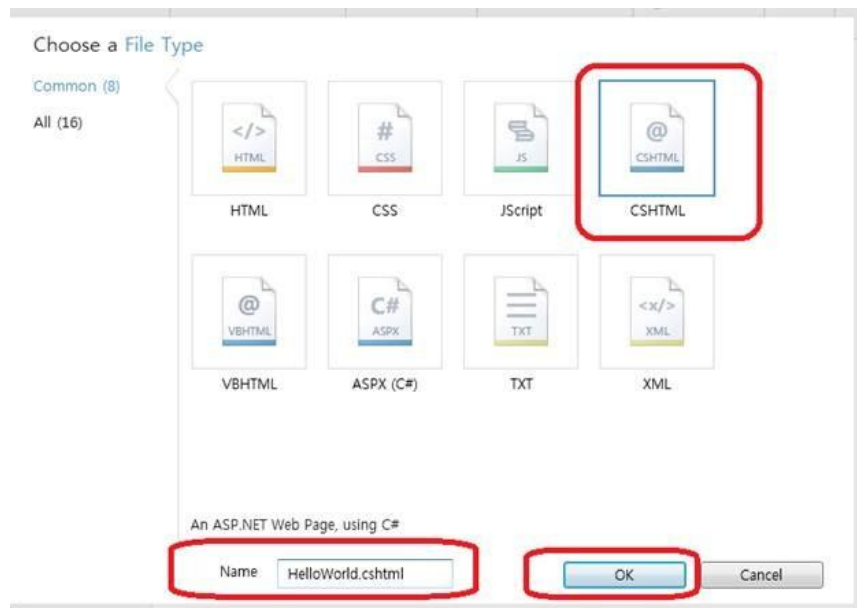 Choose a File Type
Common (8)
All (16)
</> # JS @
HTML CSS JS CSHTML
HTML CSS JScript CSHTML
@ C# <x/>
VBHTML ASPX TXT XML
VBHTML ASPX (C#) TXT XML
An ASP.NET Web Page, using C#
Name HelloWorld.cshtml OK Cancel